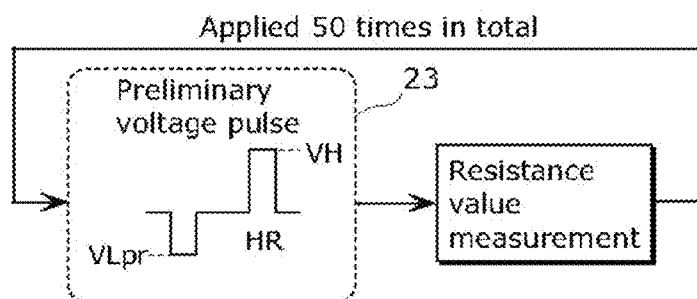 Applied 50 times in total
23
Preliminary
voltage pulse
VH
VLpr
HR
Resistance
value
measurement